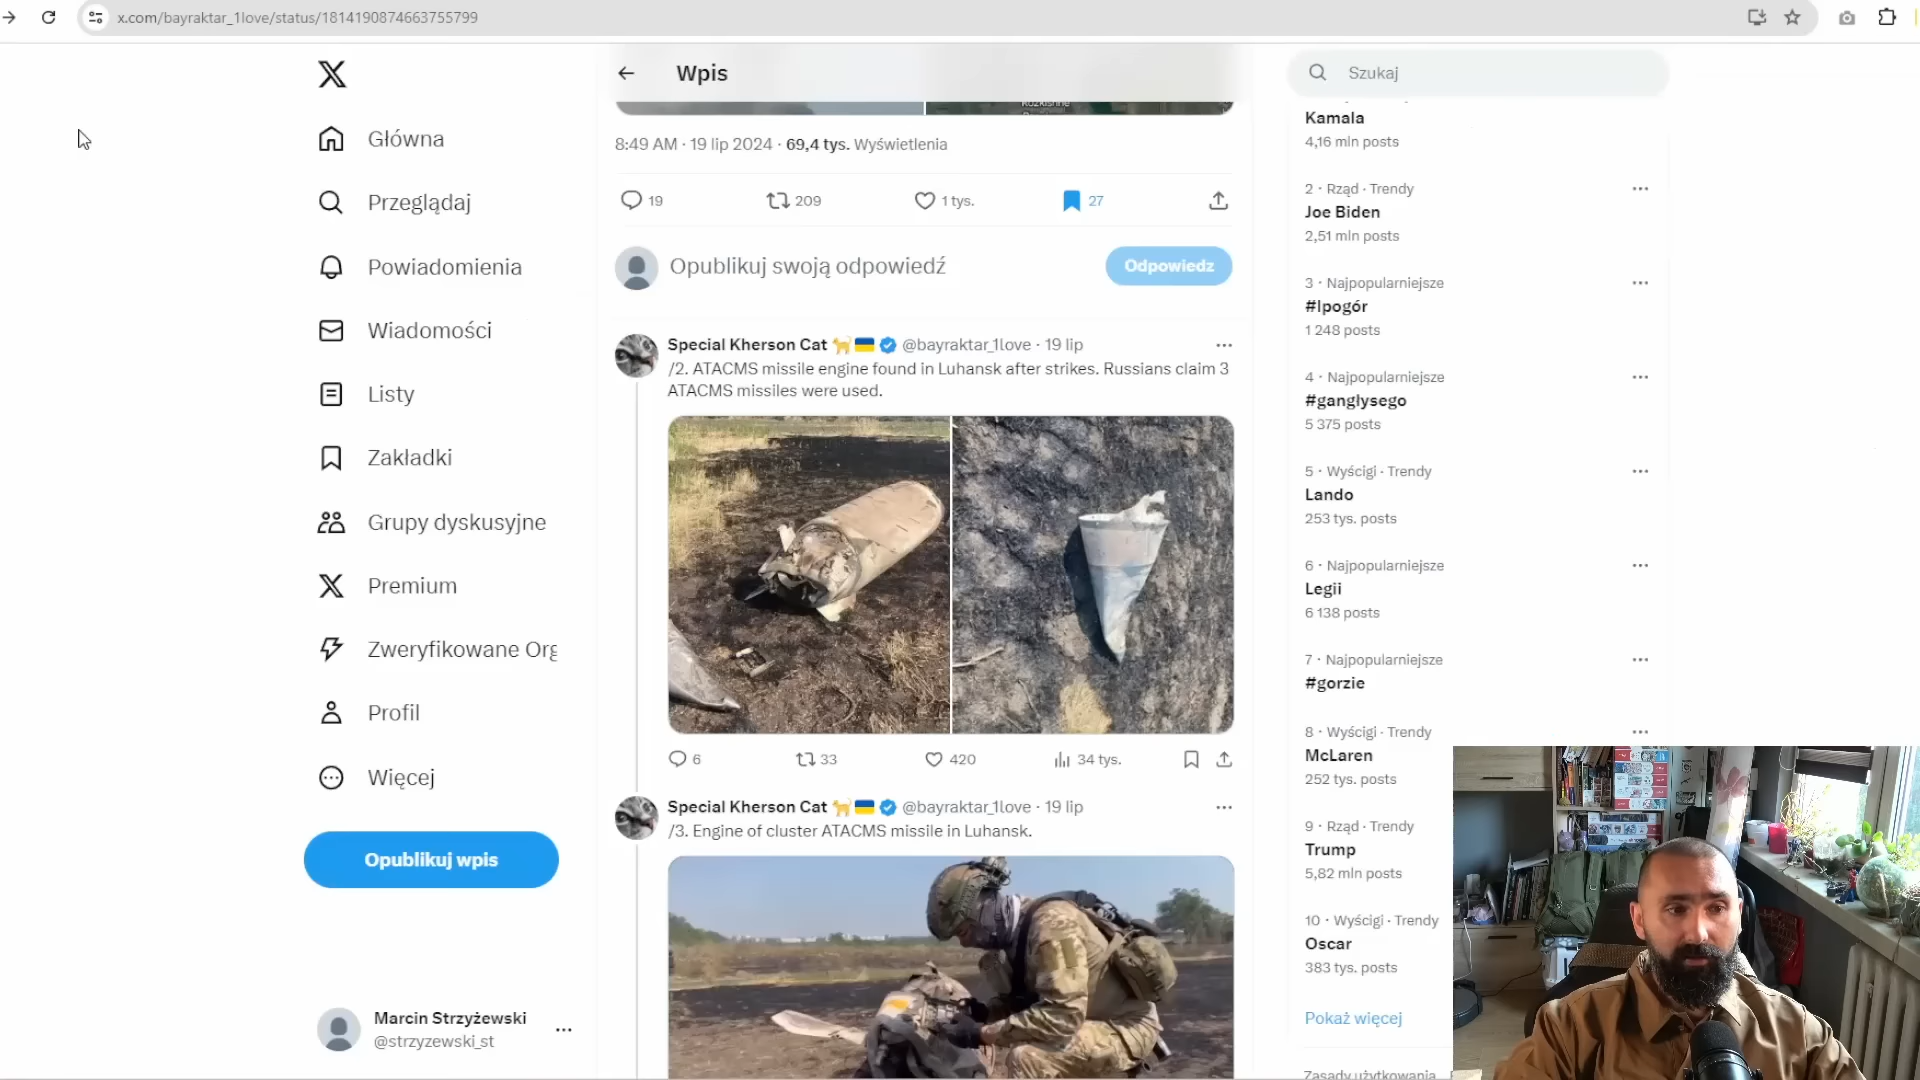 x.com/bayraktar_1love/status/1814190874663755799
Główna
Przeglądaj
Powiadomienia
Wiadomości
Listy
Zakładki
Grupy dyskusyjne
Premium
Zweryfikowane Org
Profil
Więcej
Opublikuj wpis
Marcin Strzyżewski
@strzyzewski_st
Wpis
8:49 AM · 19 lip 2024 · 69,4 tys. Wyświetlenia
19 209 1 tys. 27
Opublikuj swoją odpowiedź
Odpowiedz
Special Kherson Cat @bayraktar_1love · 19 lip
/2. ATACMS missile engine found in Luhansk after strikes. Russians claim 3
ATACMS missiles were used.
6 33 420 34 tys.
Special Kherson Cat @bayraktar_1love · 19 lip
/3. Engine of cluster ATACMS missile in Luhansk.
Szukaj
Kamala
4,16 mln posts
2 · Rząd · Trendy
Joe Biden
2,51 mln posts
3 · Najpopularniejsze
#Ipogór
1 248 posts
4 · Najpopularniejsze
#ganglysego
5 375 posts
5 · Wyścigi · Trendy
Lando
253 tys. posts
6 · Najpopularniejsze
Legii
6 138 posts
7 · Najpopularniejsze
#gorzie
8 · Wyścigi · Trendy
McLaren
252 tys. posts
9 · Rząd · Trendy
Trump
5,82 mln posts
10 · Wyścigi · Trendy
Oscar
383 tys. posts
Pokaż więcej
Zasady użytkowania